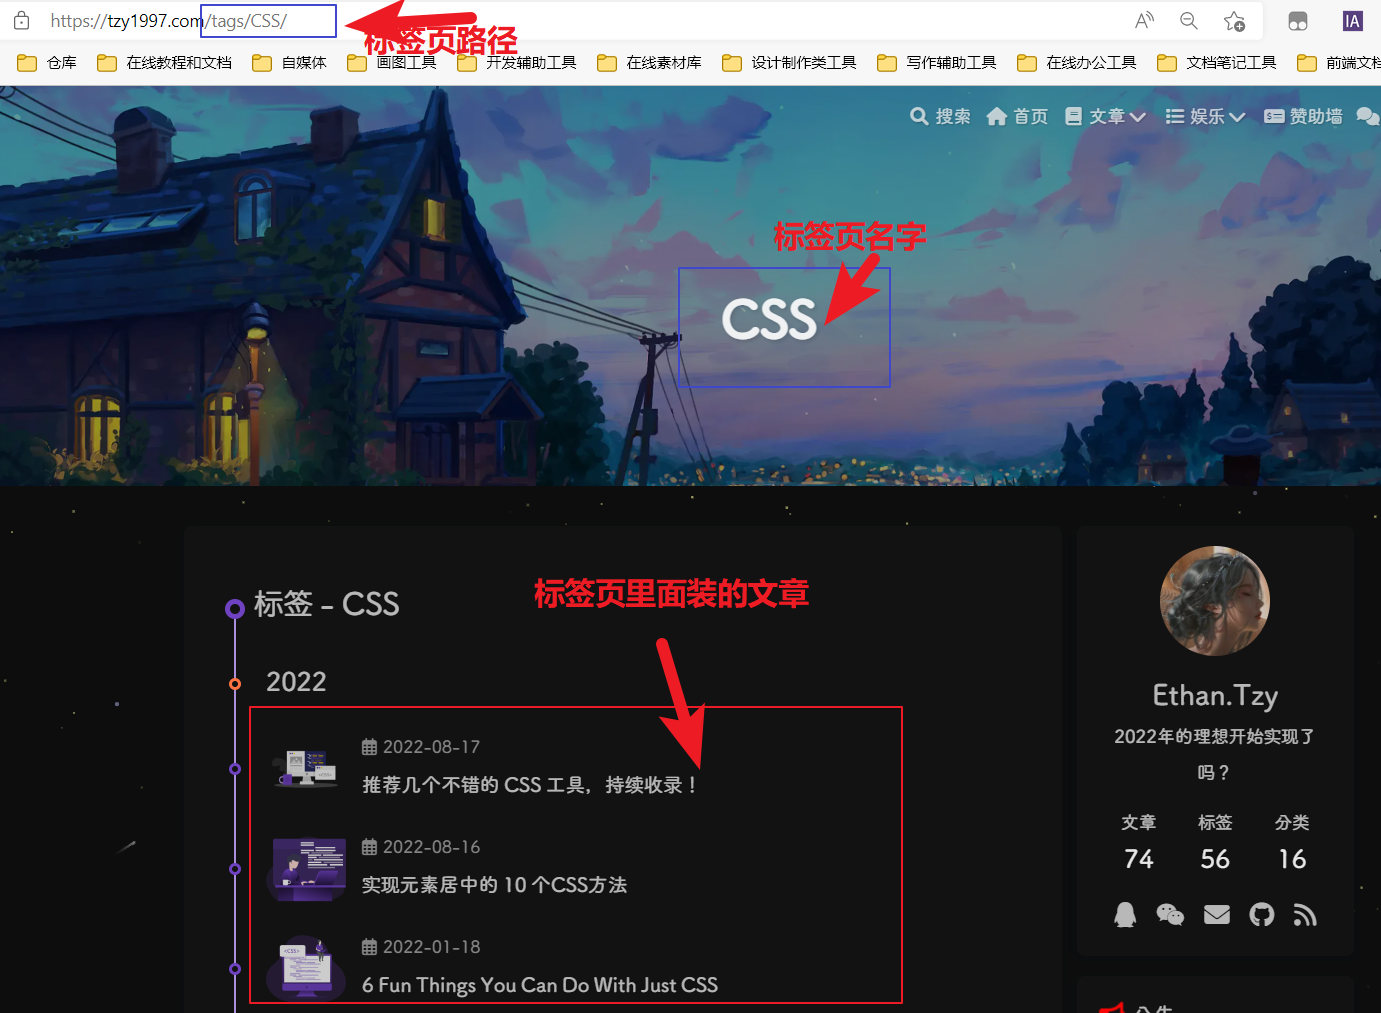 https://tzy1997.com/tags/CSS/
标签页路径
仓库 在线教程和文档 自媒体 画图工具 开发辅助工具 在线素材库 设计制作类工具 写作辅助工具 在线办公工具 文档笔记工具 前端文档
搜索 首页 文章 娱乐 赞助墙
标签页名字
CSS
标签页里面装的文章
标签 - CSS
2022
2022-08-17
推荐几个不错的 CSS 工具，持续收录！
2022-08-16
实现元素居中的 10 个CSS方法
2022-01-18
6 Fun Things You Can Do With Just CSS
Ethan.Tzy
2022年的理想开始实现了
吗？
文章 标签 分类
74 56 16
公告